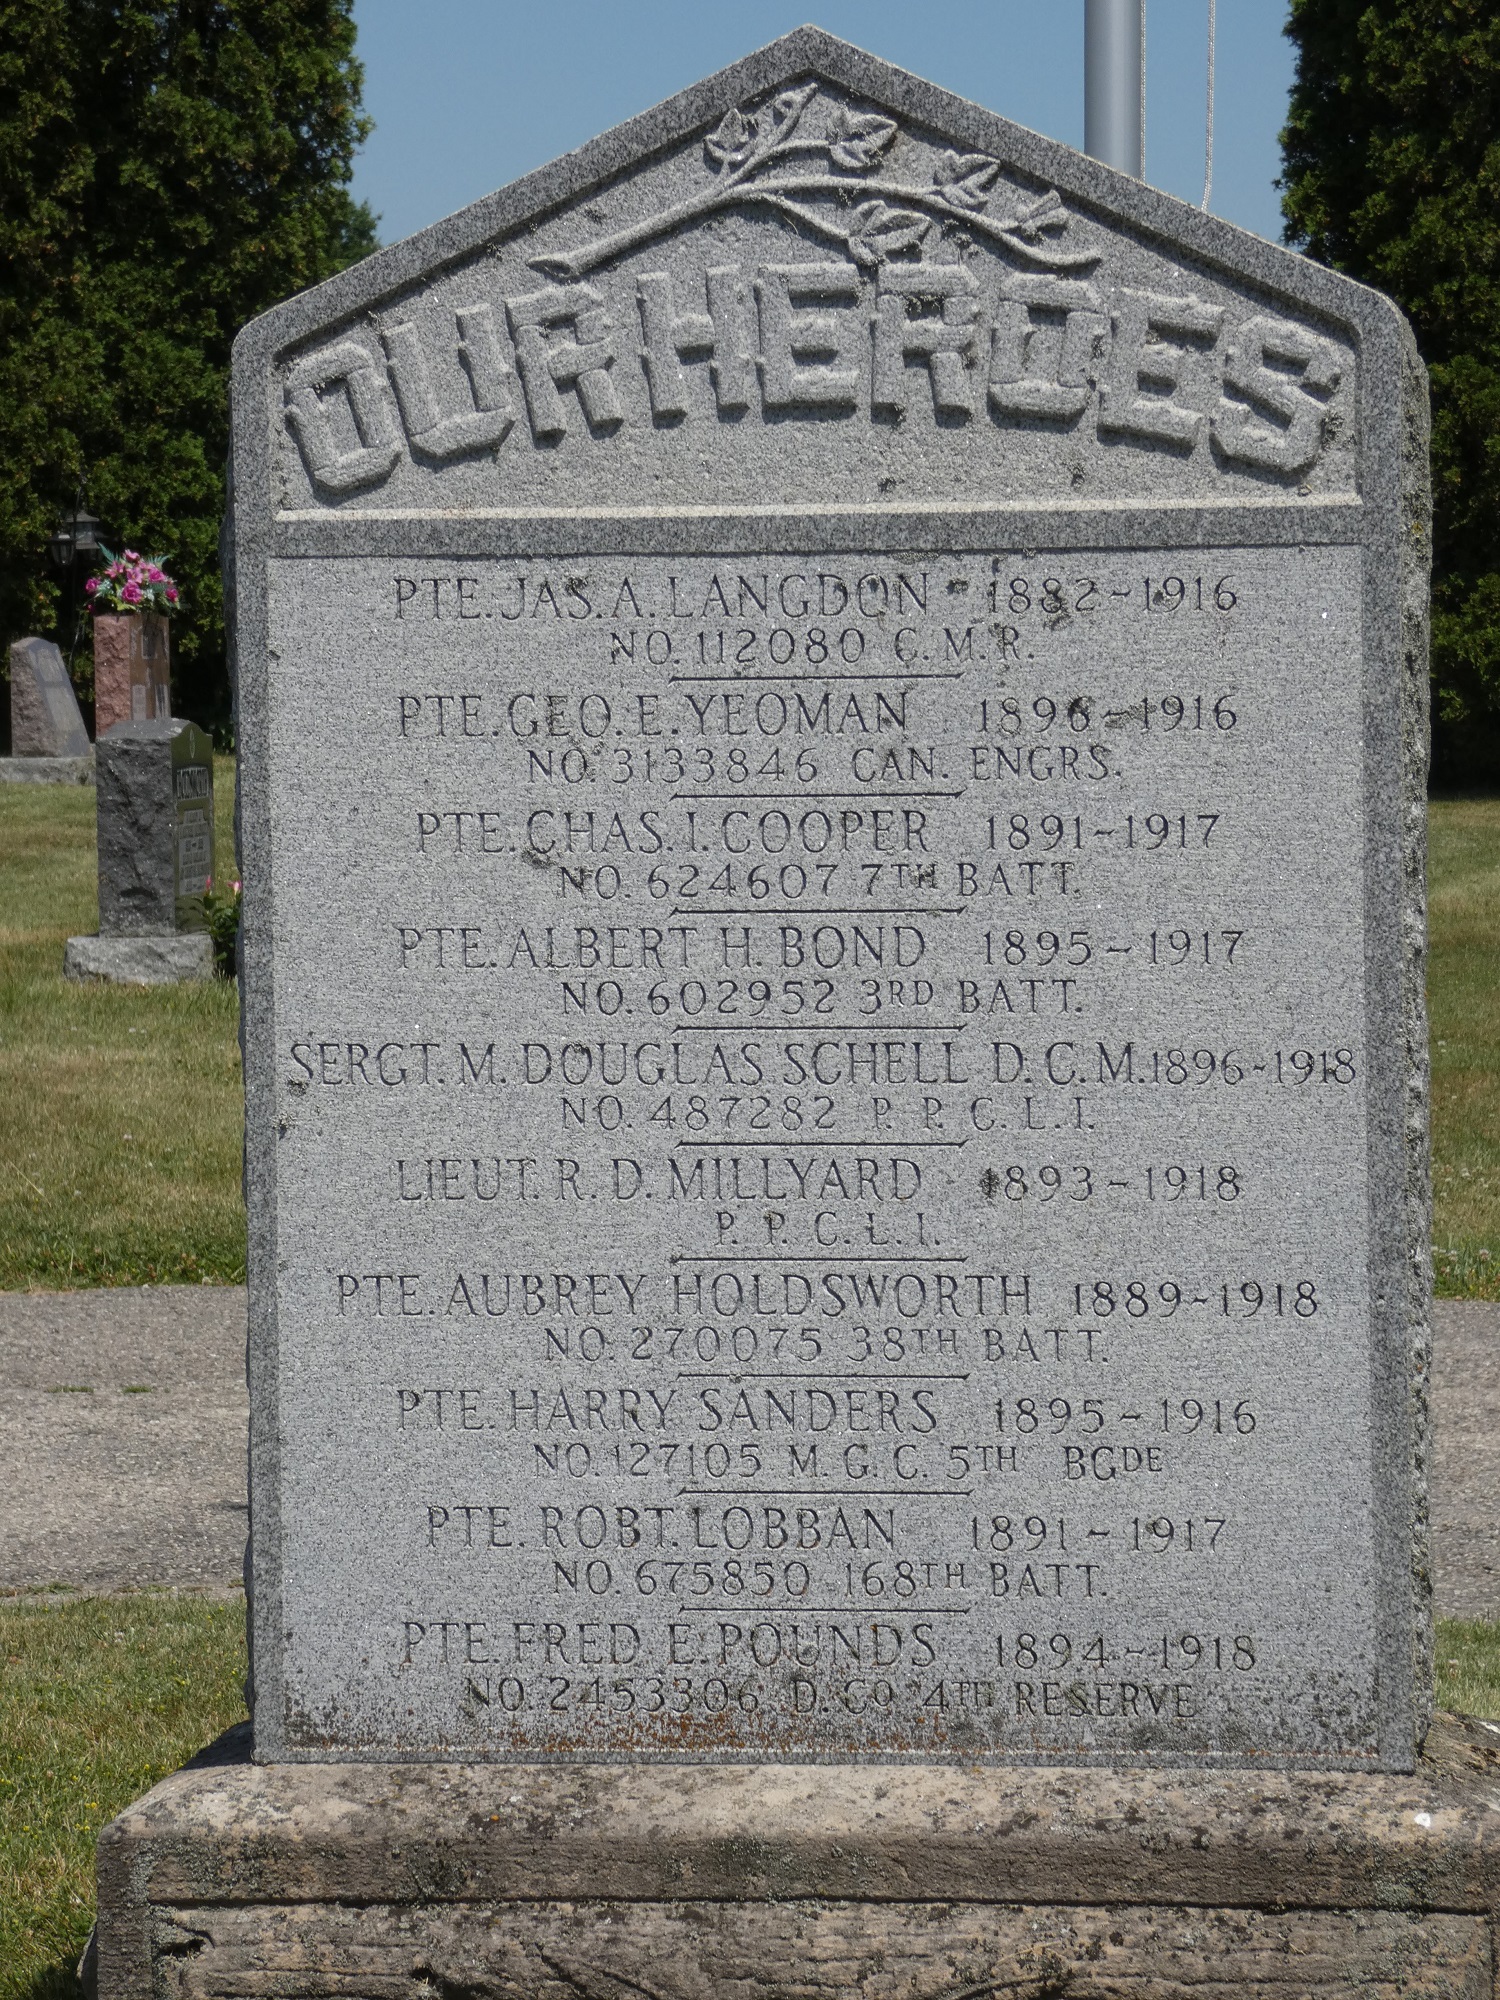 OUR HEROES
PTE. JAS. A. LANGDON 1882-1916
NO. 112080 C. M. R.
PTE. GEO. E. YEOMAN 1896-1916
NO. 3133846 CAN. ENGRS.
PTE. CHAS. I. COOPER 1891-1917
NO. 624607 7TH BATT.
PTE. ALBERT H. BOND 1895-1917
NO. 602952 3RD BATT.
SERGT. M. DOUGLAS SCHELL D. C. M. 1896-1918
NO. 487282 P. P. C. L. I.
LIEUT. R. D. MILLYARD 1893-1918
P. P. C. L. I.
PTE. AUBREY HOLDSWORTH 1889-1918
NO. 270075 38TH BATT.
PTE. HARRY SANDERS 1895-1916
NO. 127105 M. G. C. 5TH BGDE
PTE. ROBT. LOBBAN 1891-1917
NO. 675850 168TH BATT.
PTE. FRED E. POUNDS 1894-1918
NO. 2453306 D. CO 4TH RESERVE